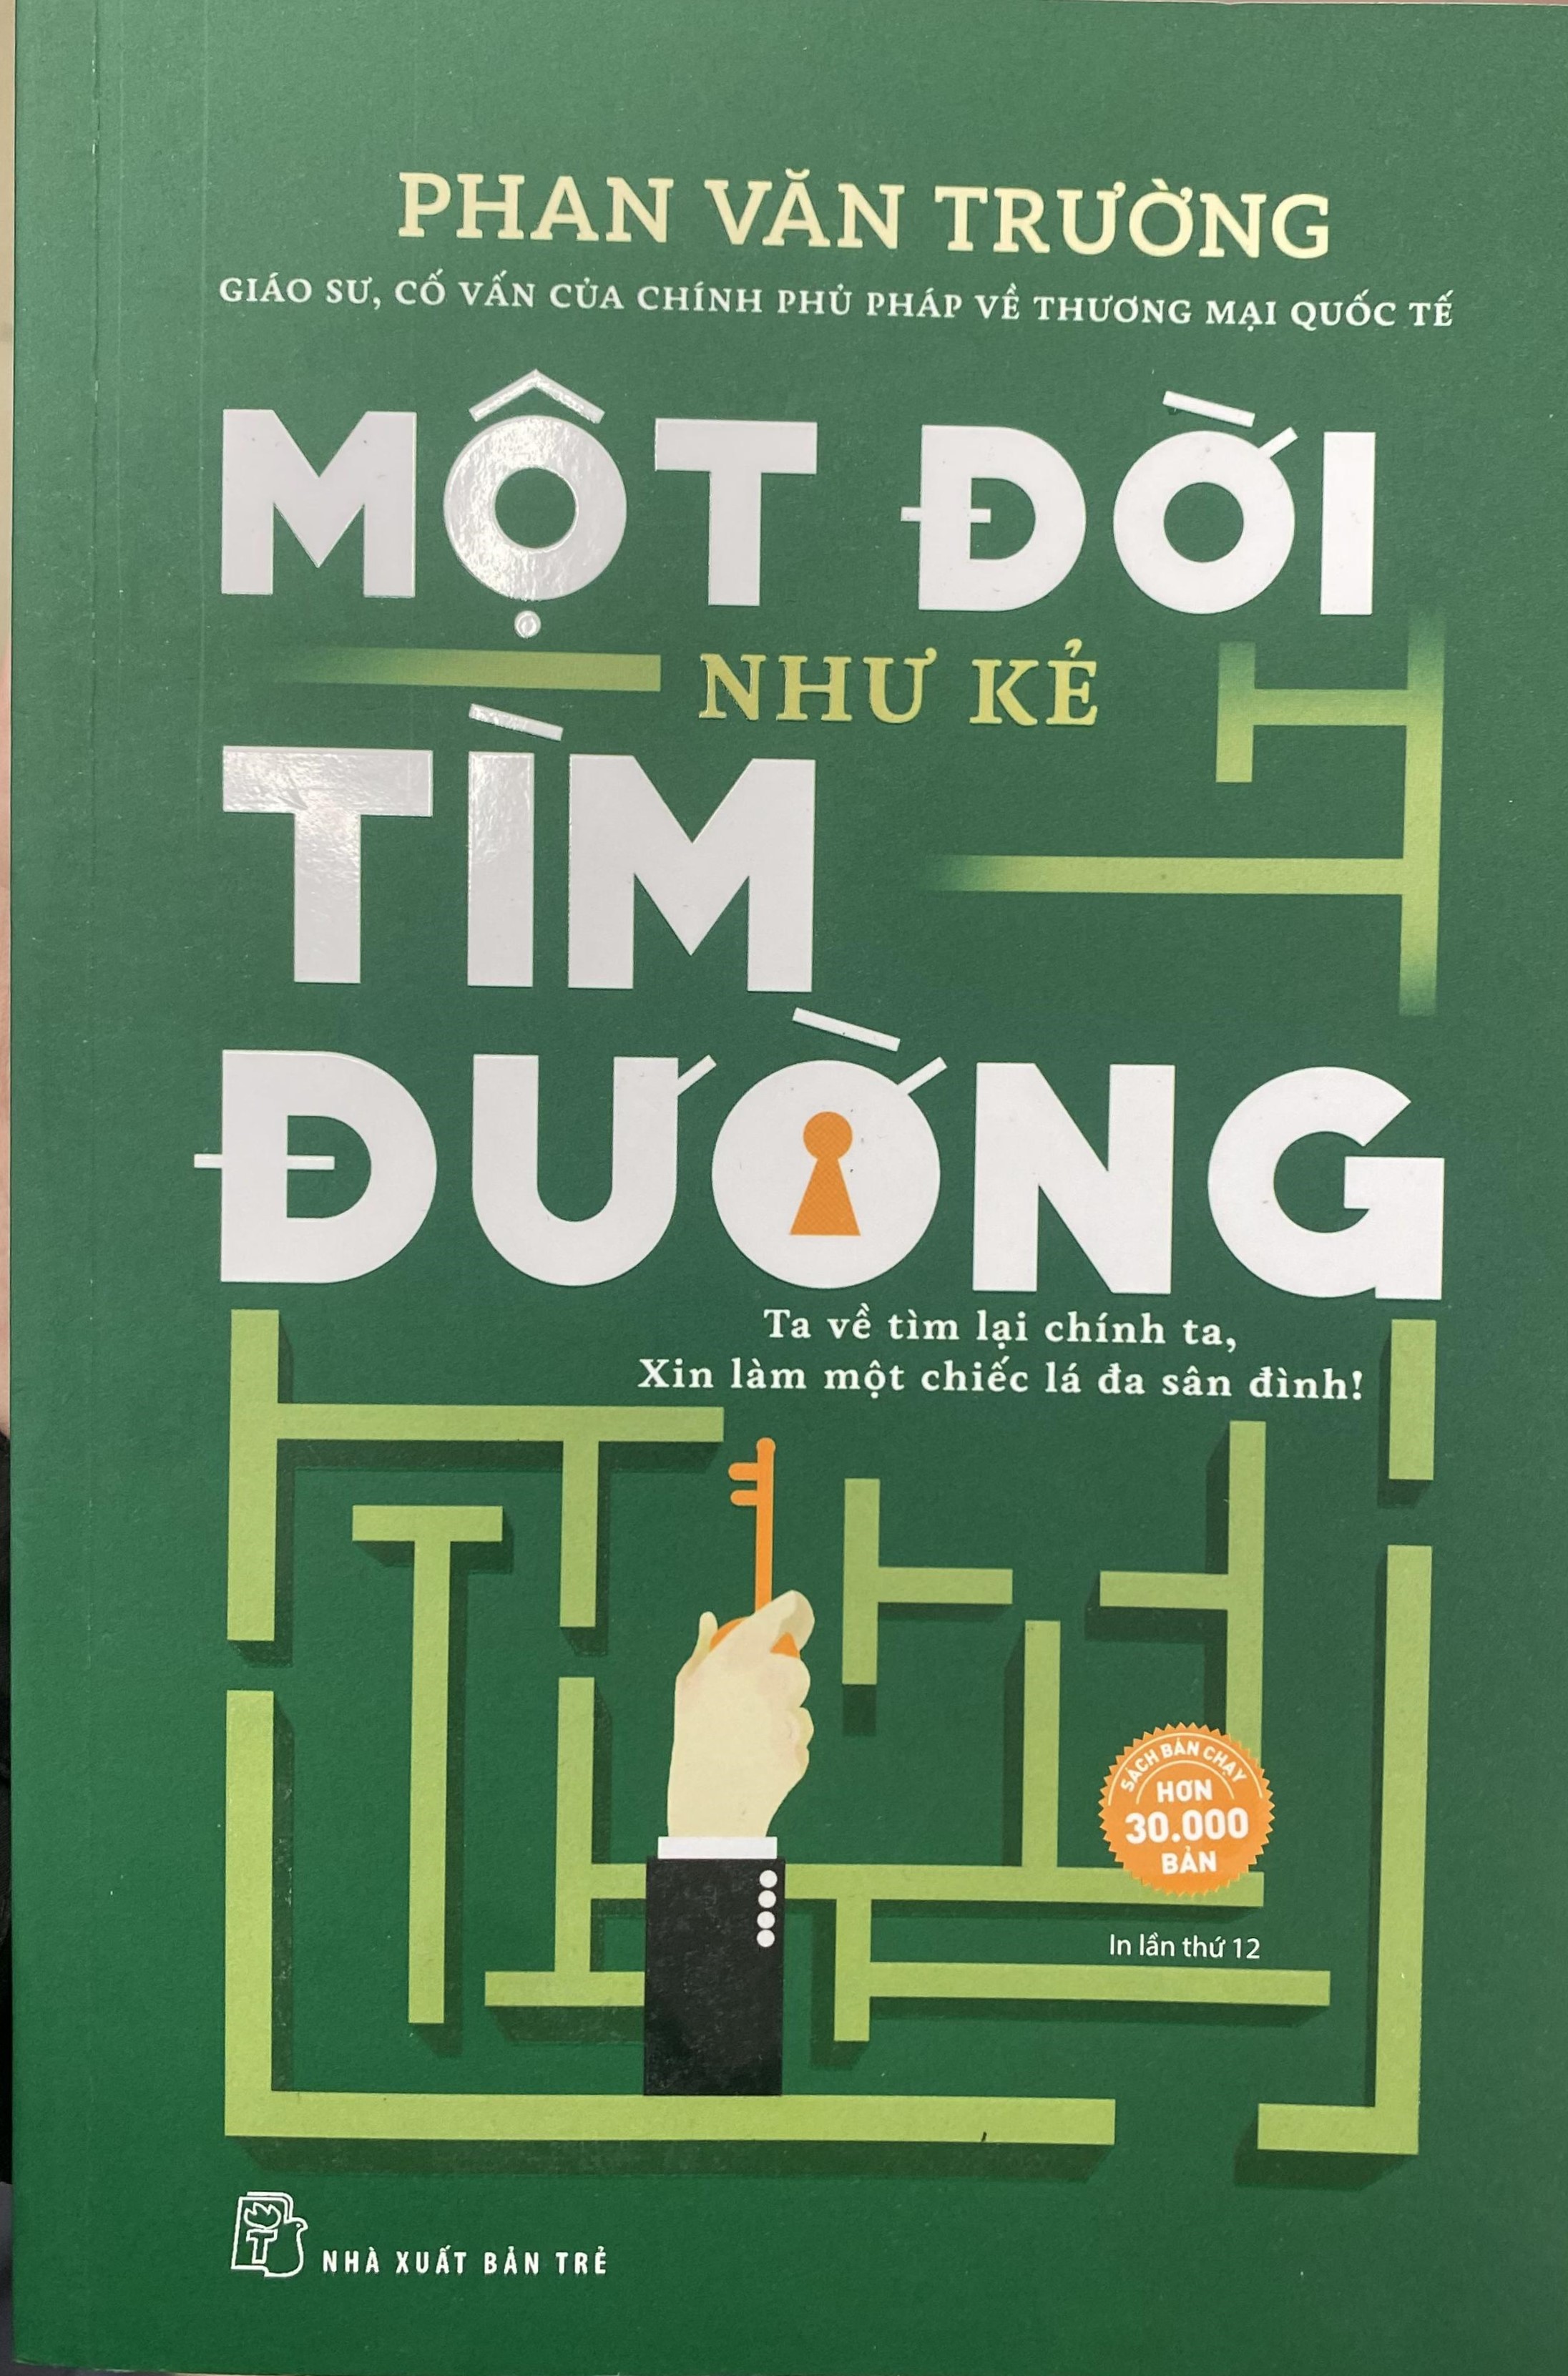 PHAN VĂN TRƯỜNG
GIÁO SƯ, CỐ VẤN CỦA CHÍNH PHỦ PHÁP VỀ THƯƠNG MẠI QUỐC TẾ
MỘT ĐỜI
NHƯ KẺ
TÌM
ĐƯỜNG
Ta về tìm lại chính ta,
Xin làm một chiếc lá đa sân đình!
SÁCH BÁN CHẠY
HƠN
30.000
BẢN
In lần thứ 12
T
NHÀ XUẤT BẢN TRẺ